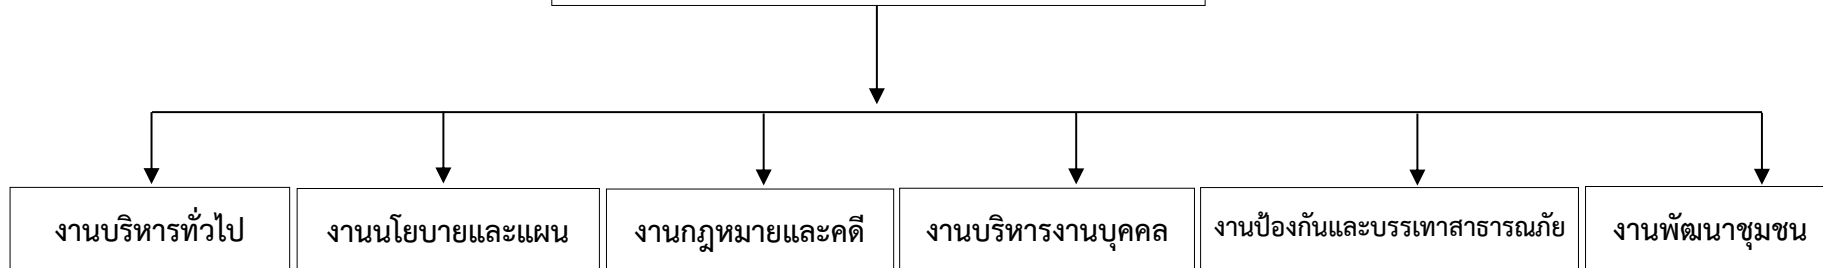 งานบริหารทั่วไป
งานนโยบายและแผน
งานกฎหมายและคดี
งานบริหารงานบุคคล
งานป้องกันและบรรเทาสาธารณภัย
งานพัฒนาชุมชน